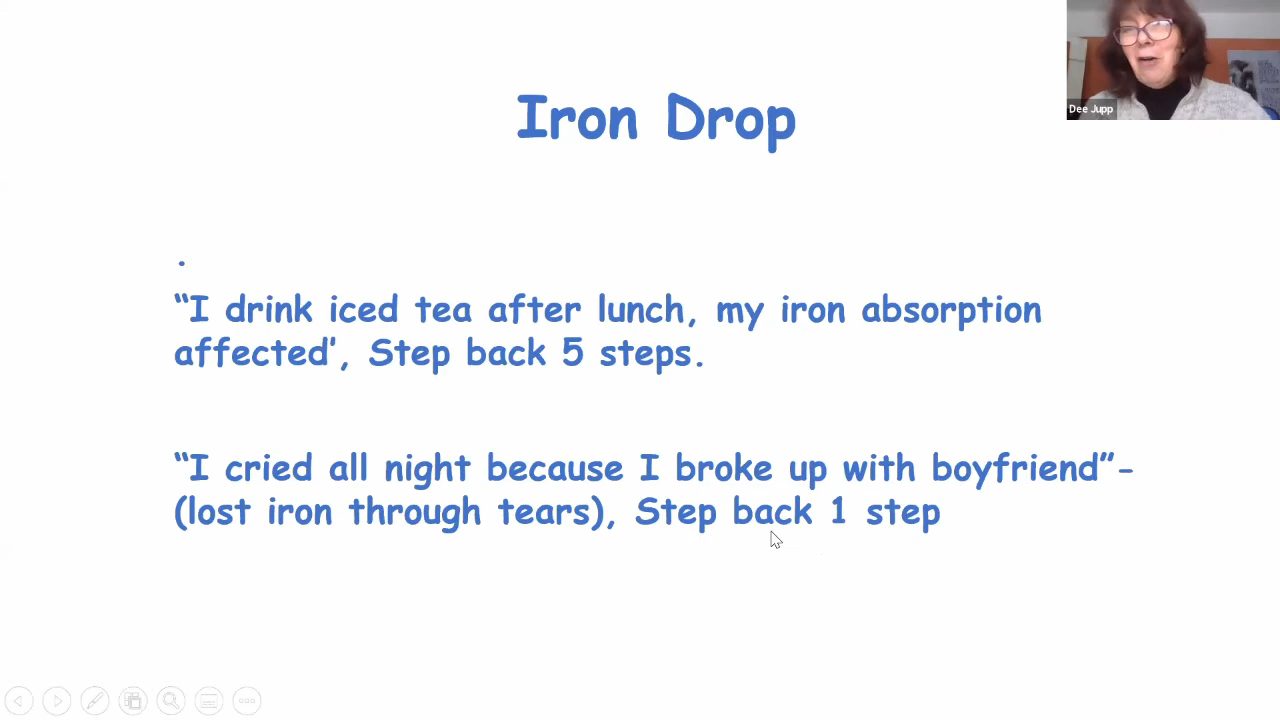 Dee Jupp
Iron Drop
.
“I drink iced tea after lunch, my iron absorption
affected’, Step back 5 steps.
“I cried all night because I broke up with boyfriend”-
(lost iron through tears), Step back 1 step